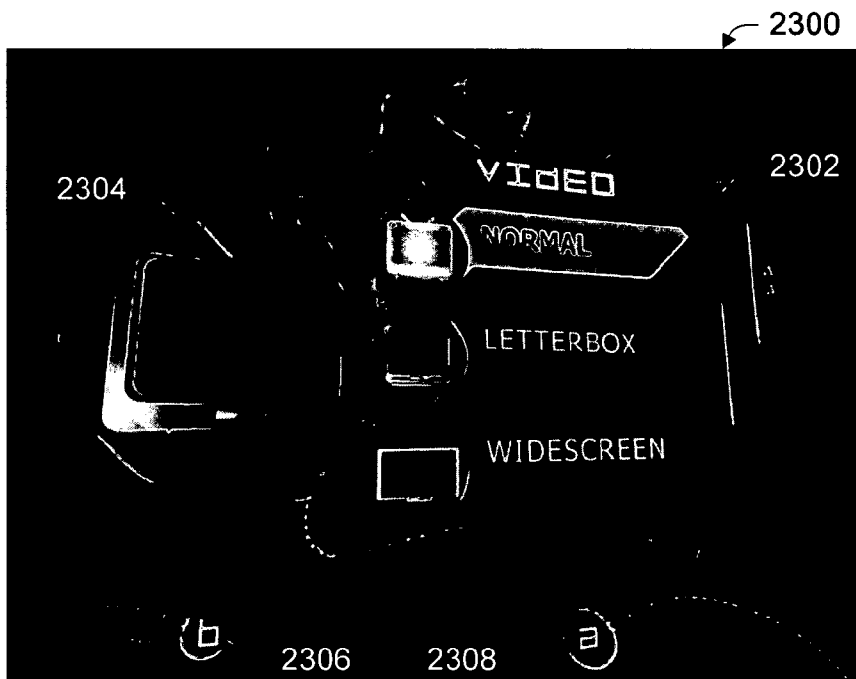 2300
VIdEO
2302
2304
NORMAL
LETTERBOX
WIDESCREEN
b
a
2306 2308